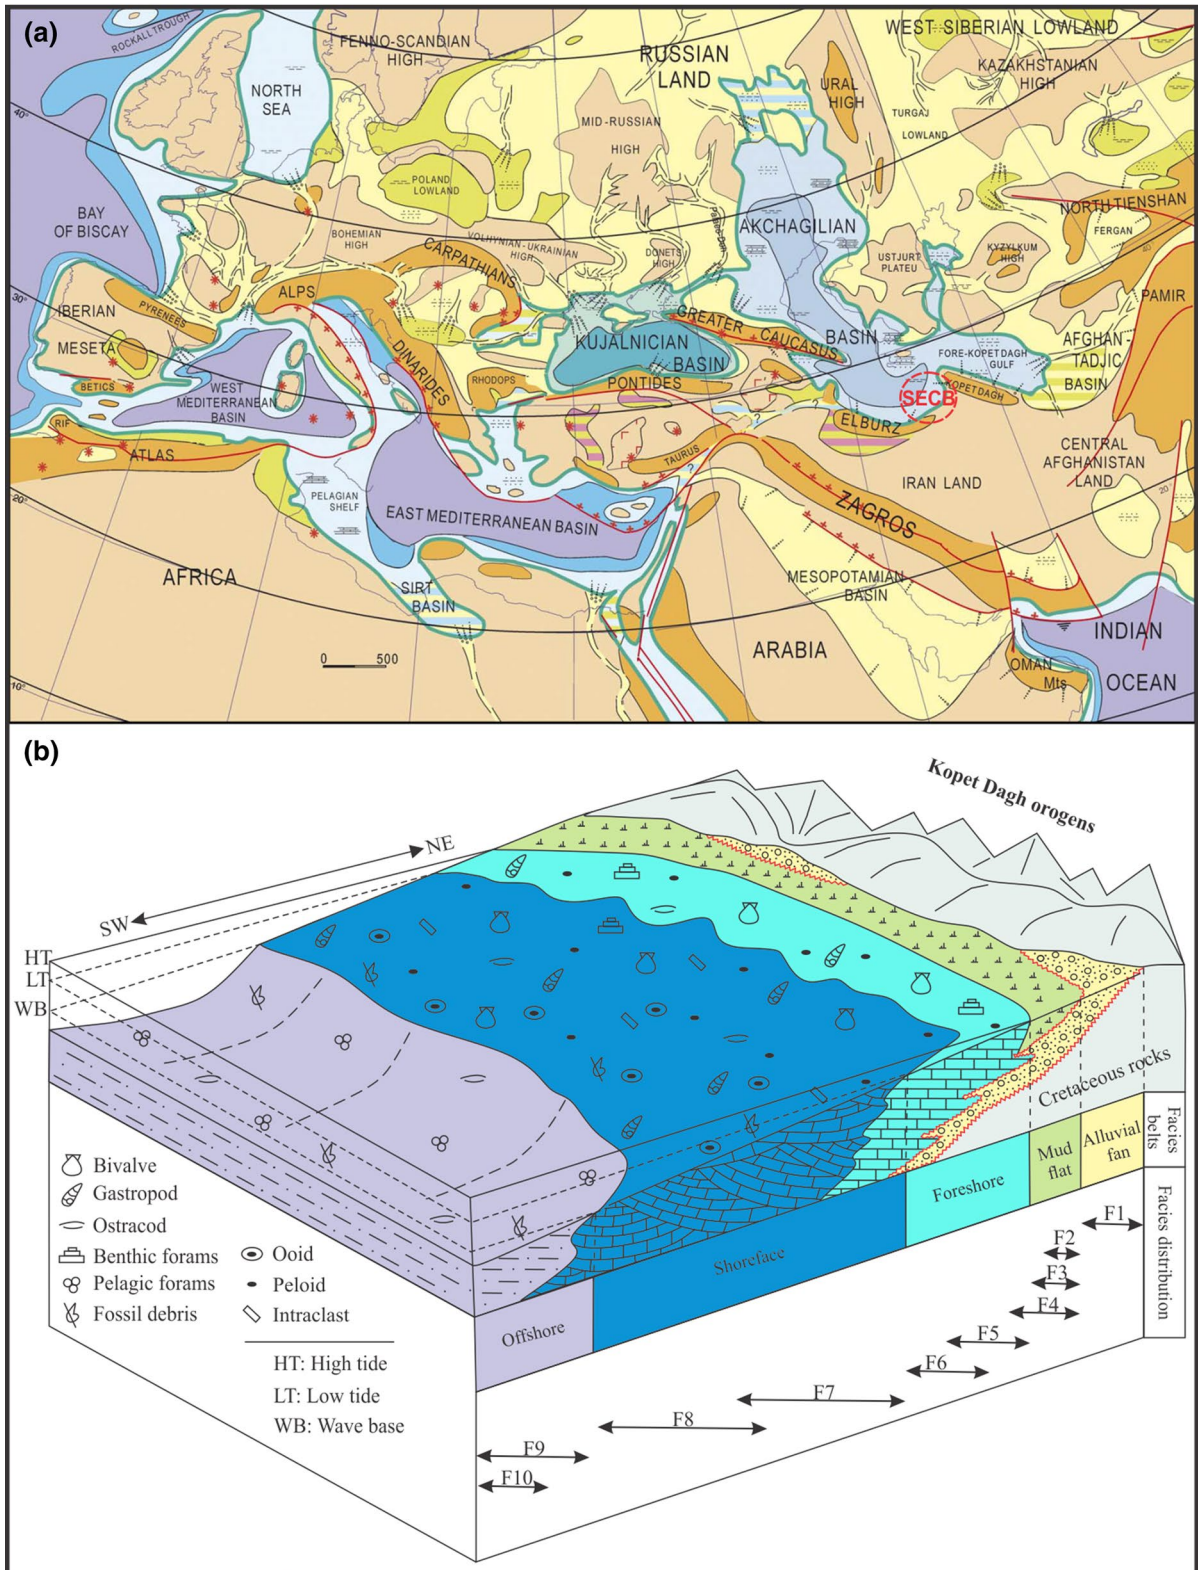 (a)
ROCKALL TROUGH
FENNO-SCANDIAN
HIGH
NORTH
SEA
RUSSIAN
LAND
WEST SIBERIAN LOWLAND
KAZAKHSTANIAN
HIGH
URAL
HIGH
TURGAJ
LOWLAND
40°
MID-RUSSIAN
HIGH
POLAND
LOWLAND
BAY
OF BISCAY
BOHEMIAN
HIGH
VOLHYNIAN-UKRAINIAN
HIGH
DONETS
HIGH
Palaeo-Don
AKCHAGILIAN
BASIN
NORTH TIENSHAN
FERGAN
40
USTJURT
PLATEU
KYZYLKUM
HIGH
PAMIR
CARPATHIANS
ALPS
30°
IBERIAN
MESETA
PYRENEES
BETICS
WEST
MEDITERRANEAN
BASIN
DINARIDES
RHODOPS
KUJALNICIAN
BASIN
PONTIDES
GREATER CAUCASUS
FORE-KOPET DAGH
GULF
KOPET DAGH
SECB
AFGHAN-
TADJIC
BASIN
ELBURZ
?
RIF
ATLAS
TAURUS
?
20°
PELAGIAN
SHELF
EAST MEDITERRANEAN BASIN
ZAGROS
IRAN LAND
CENTRAL
AFGHANISTAN
LAND
20°
AFRICA
SIRT
BASIN
MESOPOTAMIAN
BASIN
ARABIA
0 500
INDIAN
OCEAN
OMAN
Mts
10°
(b)
Kopet Dagh orogens
NE
SW
HT
LT
WB
Cretaceous rocks
Facies
belts
Alluvial
fan
Mud
flat
Foreshore
Shoreface
Offshore
Facies distribution
F1
F2
F3
F4
F5
F6
F7
F8
F9
F10
Bivalve
Gastropod
Ostracod
Benthic forams
Pelagic forams
Fossil debris
Ooid
Peloid
Intraclast
HT: High tide
LT: Low tide
WB: Wave base